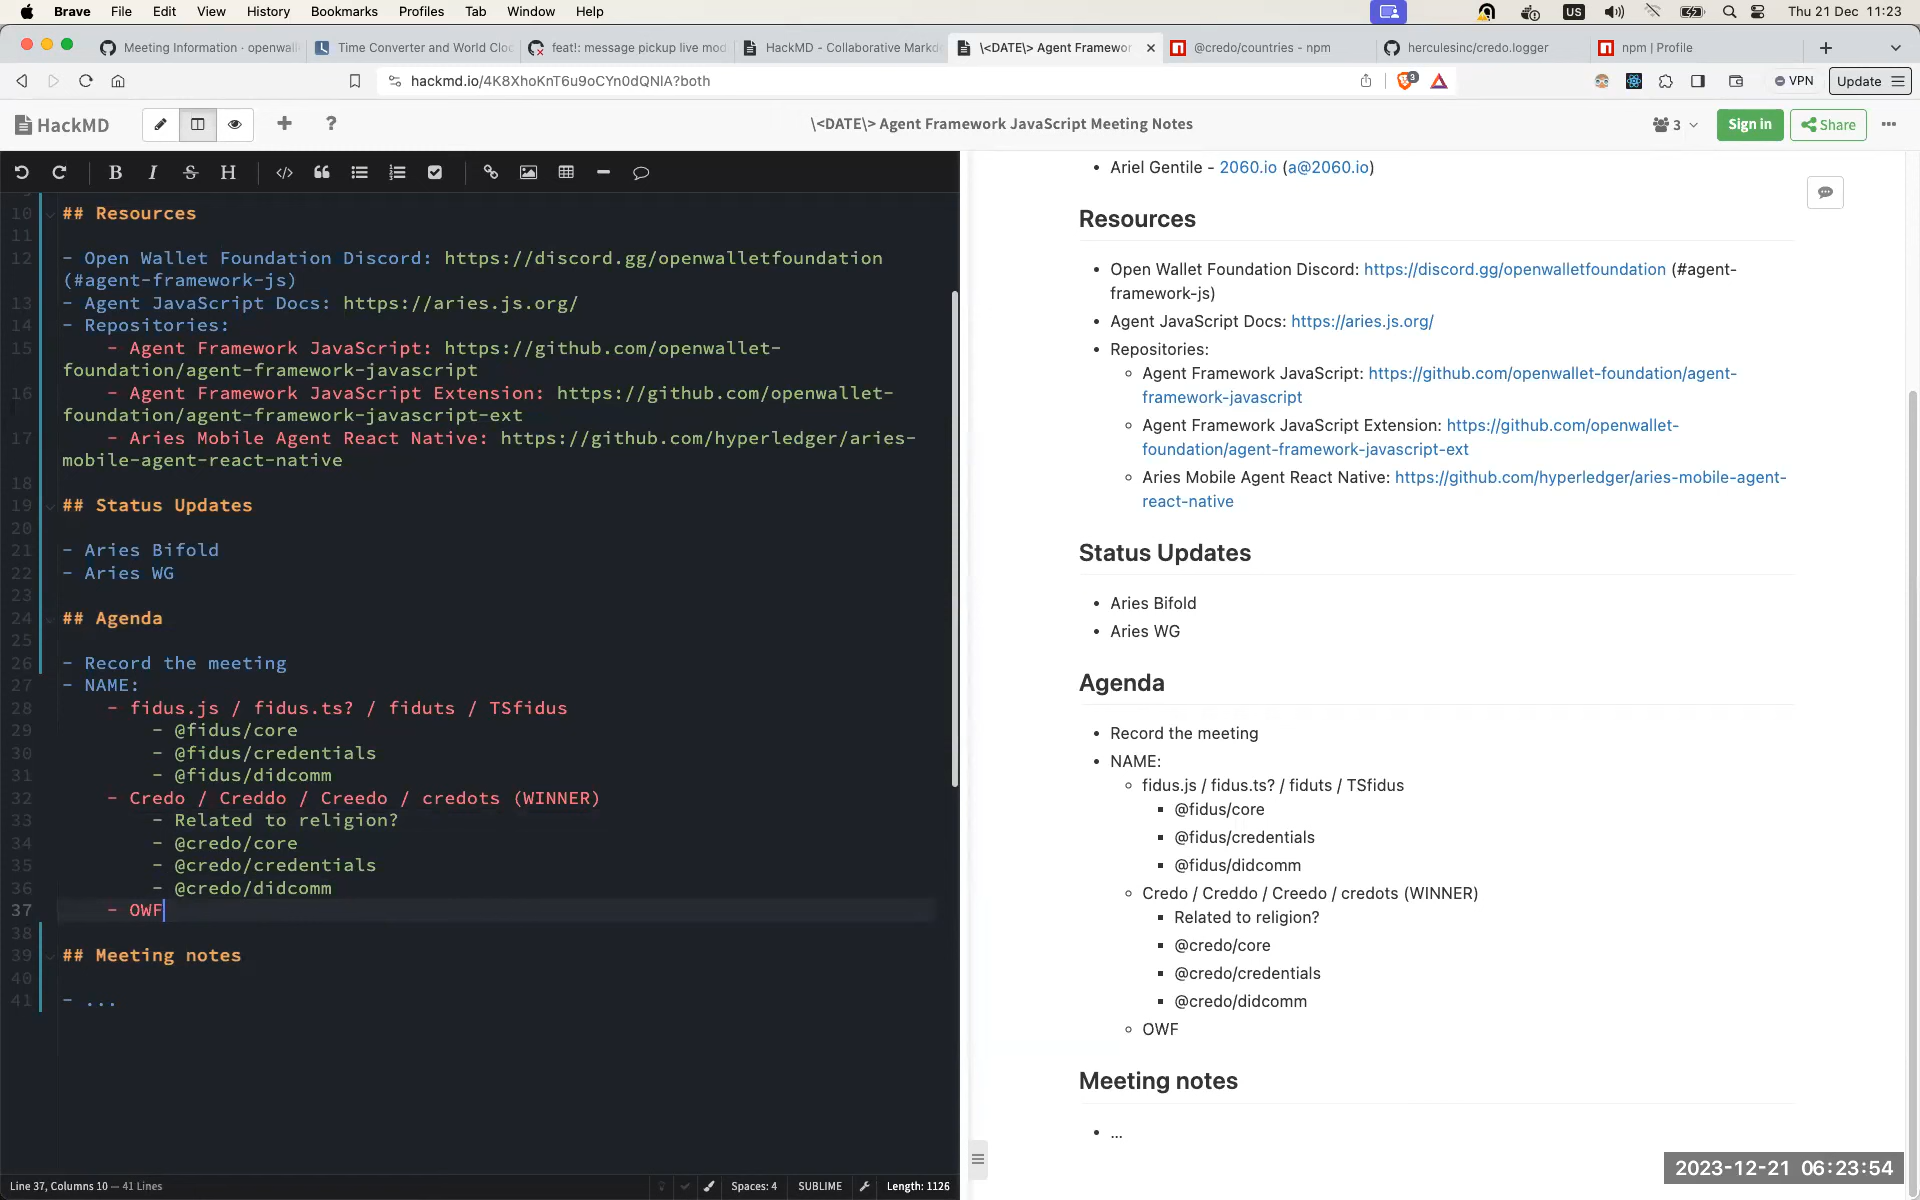 Brave File Edit View History Bookmarks Profiles Tab Window Help US Thu 21 Dec 11:23
Meeting Information · openwall Time Converter and World Cloc feat!: message pickup live mod HackMD - Collaborative Markd \<DATE\> Agent Framewor @credo/countries - npm herculesinc/credo.logger npm | Profile
hackmd.io/4K8XhoKnT6u9oCYn0dQNlA?both 3 VPN Update
HackMD \<DATE\> Agent Framework JavaScript Meeting Notes 3 Sign in Share
B I S H
10 ## Resources
11
12 - Open Wallet Foundation Discord: https://discord.gg/openwalletfoundation
(#agent-framework-js)
13 - Agent JavaScript Docs: https://aries.js.org/
14 - Repositories:
15 - Agent Framework JavaScript: https://github.com/openwallet-
foundation/agent-framework-javascript
16 - Agent Framework JavaScript Extension: https://github.com/openwallet-
foundation/agent-framework-javascript-ext
17 - Aries Mobile Agent React Native: https://github.com/hyperledger/aries-
mobile-agent-react-native
18
19 ## Status Updates
20
21 - Aries Bifold
22 - Aries WG
23
24 ## Agenda
25
26 - Record the meeting
27 - NAME:
28 - fidus.js / fidus.ts? / fiduts / TSfidus
29 - @fidus/core
30 - @fidus/credentials
31 - @fidus/didcomm
32 - Credo / Creddo / Creedo / credots (WINNER)
33 - Related to religion?
34 - @credo/core
35 - @credo/credentials
36 - @credo/didcomm
37 - OWF
38
39 ## Meeting notes
40
41 - ...
Line 37, Columns 10 — 41 Lines Spaces: 4 SUBLIME Length: 1126
• Ariel Gentile - 2060.io (a@2060.io)
Resources
• Open Wallet Foundation Discord: https://discord.gg/openwalletfoundation (#agent-
framework-js)
• Agent JavaScript Docs: https://aries.js.org/
• Repositories:
◦ Agent Framework JavaScript: https://github.com/openwallet-foundation/agent-
framework-javascript
◦ Agent Framework JavaScript Extension: https://github.com/openwallet-
foundation/agent-framework-javascript-ext
◦ Aries Mobile Agent React Native: https://github.com/hyperledger/aries-mobile-agent-
react-native
Status Updates
• Aries Bifold
• Aries WG
Agenda
• Record the meeting
• NAME:
◦ fidus.js / fidus.ts? / fiduts / TSfidus
▪ @fidus/core
▪ @fidus/credentials
▪ @fidus/didcomm
◦ Credo / Creddo / Creedo / credots (WINNER)
▪ Related to religion?
▪ @credo/core
▪ @credo/credentials
▪ @credo/didcomm
◦ OWF
Meeting notes
• ...
2023-12-21 06:23:54